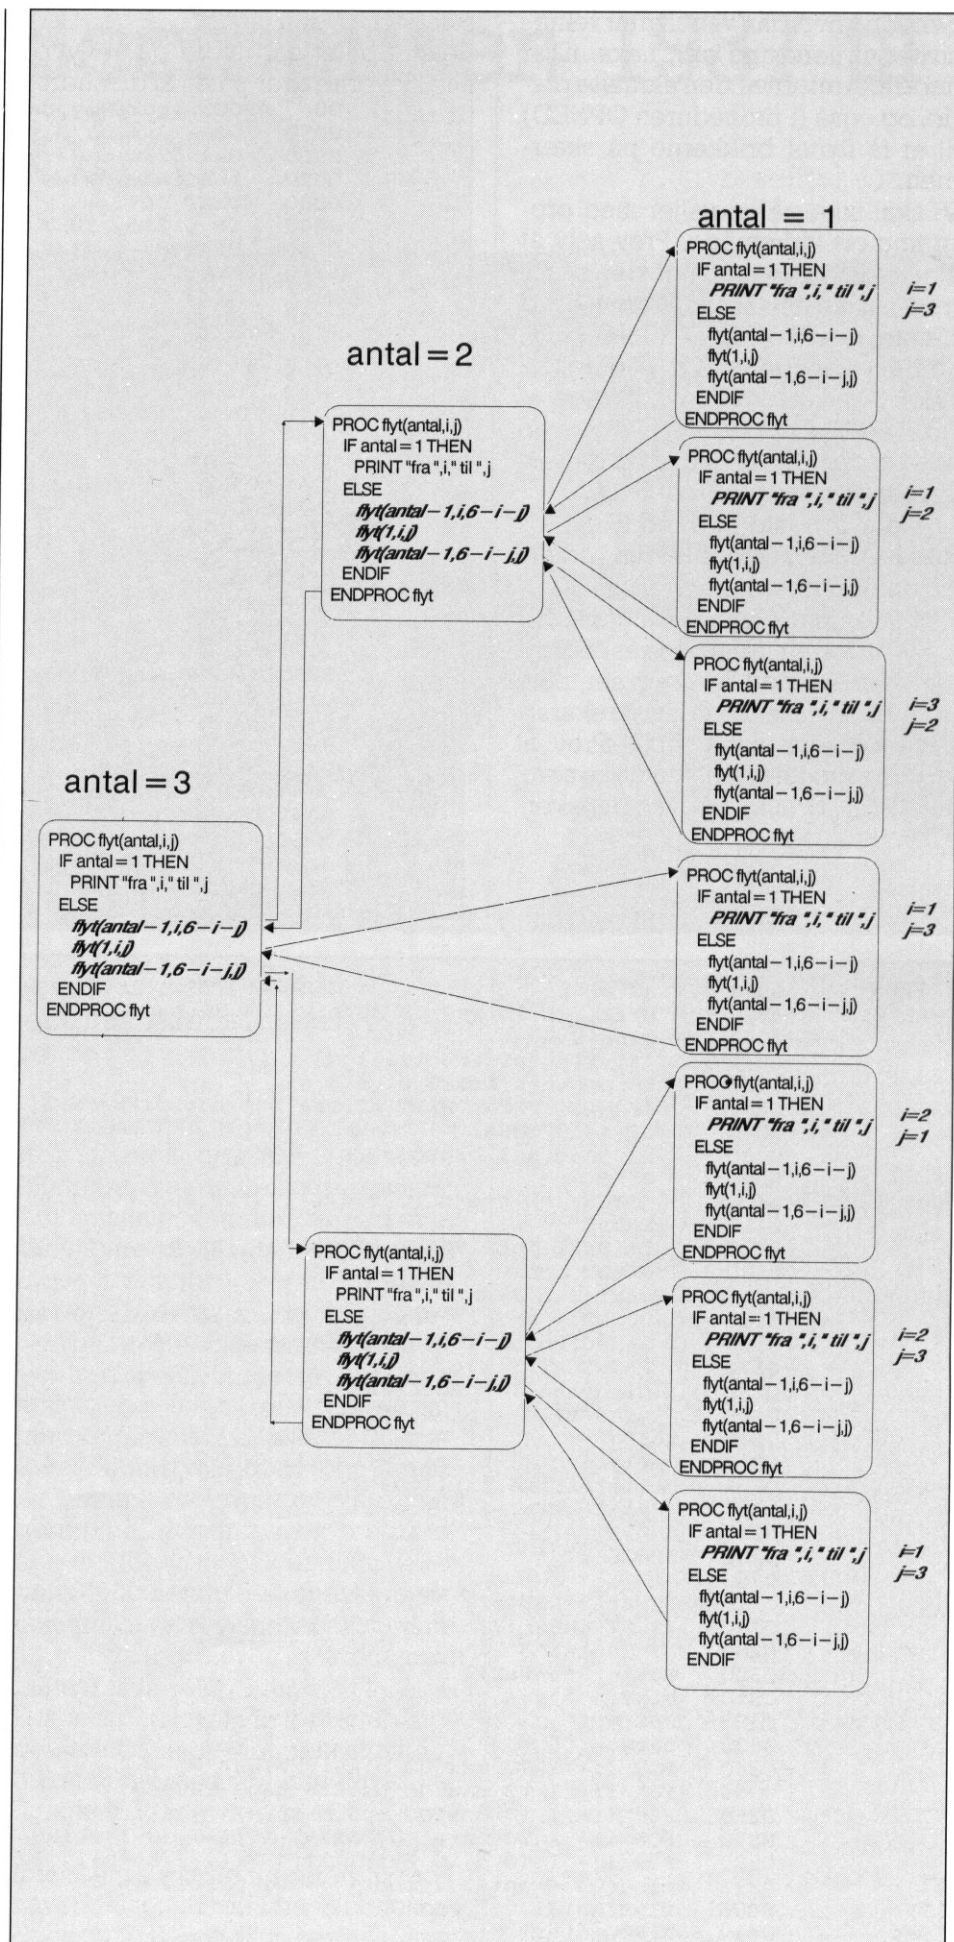 antal = 1
PROC flyt(antal,i,j)
IF antal = 1 THEN
PRINT "fra ",i," til ",j
ELSE
flyt(antal−1,i,6−i−j)
flyt(1,i,j)
flyt(antal−1,6−i−j,j)
ENDIF
ENDPROC flyt
i=1
j=3
antal = 2
PROC flyt(antal,i,j)
IF antal = 1 THEN
PRINT "fra ",i," til ",j
ELSE
flyt(antal−1,i,6−i−j)
flyt(1,i,j)
flyt(antal−1,6−i−j,j)
ENDIF
ENDPROC flyt
PROC flyt(antal,i,j)
IF antal = 1 THEN
PRINT "fra ",i," til ",j
ELSE
flyt(antal−1,i,6−i−j)
flyt(1,i,j)
flyt(antal−1,6−i−j,j)
ENDIF
ENDPROC flyt
i=1
j=2
PROC flyt(antal,i,j)
IF antal = 1 THEN
PRINT "fra ",i," til ",j
ELSE
flyt(antal−1,i,6−i−j)
flyt(1,i,j)
flyt(antal−1,6−i−j,j)
ENDIF
ENDPROC flyt
i=3
j=2
antal = 3
PROC flyt(antal,i,j)
IF antal = 1 THEN
PRINT "fra ",i," til ",j
ELSE
flyt(antal−1,i,6−i−j)
flyt(1,i,j)
flyt(antal−1,6−i−j,j)
ENDIF
ENDPROC flyt
PROC flyt(antal,i,j)
IF antal = 1 THEN
PRINT "fra ",i," til ",j
ELSE
flyt(antal−1,i,6−i−j)
flyt(1,i,j)
flyt(antal−1,6−i−j,j)
ENDIF
ENDPROC flyt
i=1
j=3
PROC flyt(antal,i,j)
IF antal = 1 THEN
PRINT "fra ",i," til ",j
ELSE
flyt(antal−1,i,6−i−j)
flyt(1,i,j)
flyt(antal−1,6−i−j,j)
ENDIF
ENDPROC flyt
i=2
j=1
PROC flyt(antal,i,j)
IF antal = 1 THEN
PRINT "fra ",i," til ",j
ELSE
flyt(antal−1,i,6−i−j)
flyt(1,i,j)
flyt(antal−1,6−i−j,j)
ENDIF
ENDPROC flyt
PROC flyt(antal,i,j)
IF antal = 1 THEN
PRINT "fra ",i," til ",j
ELSE
flyt(antal−1,i,6−i−j)
flyt(1,i,j)
flyt(antal−1,6−i−j,j)
ENDIF
ENDPROC flyt
i=2
j=3
PROC flyt(antal,i,j)
IF antal = 1 THEN
PRINT "fra ",i," til ",j
ELSE
flyt(antal−1,i,6−i−j)
flyt(1,i,j)
flyt(antal−1,6−i−j,j)
ENDIF
i=1
j=3